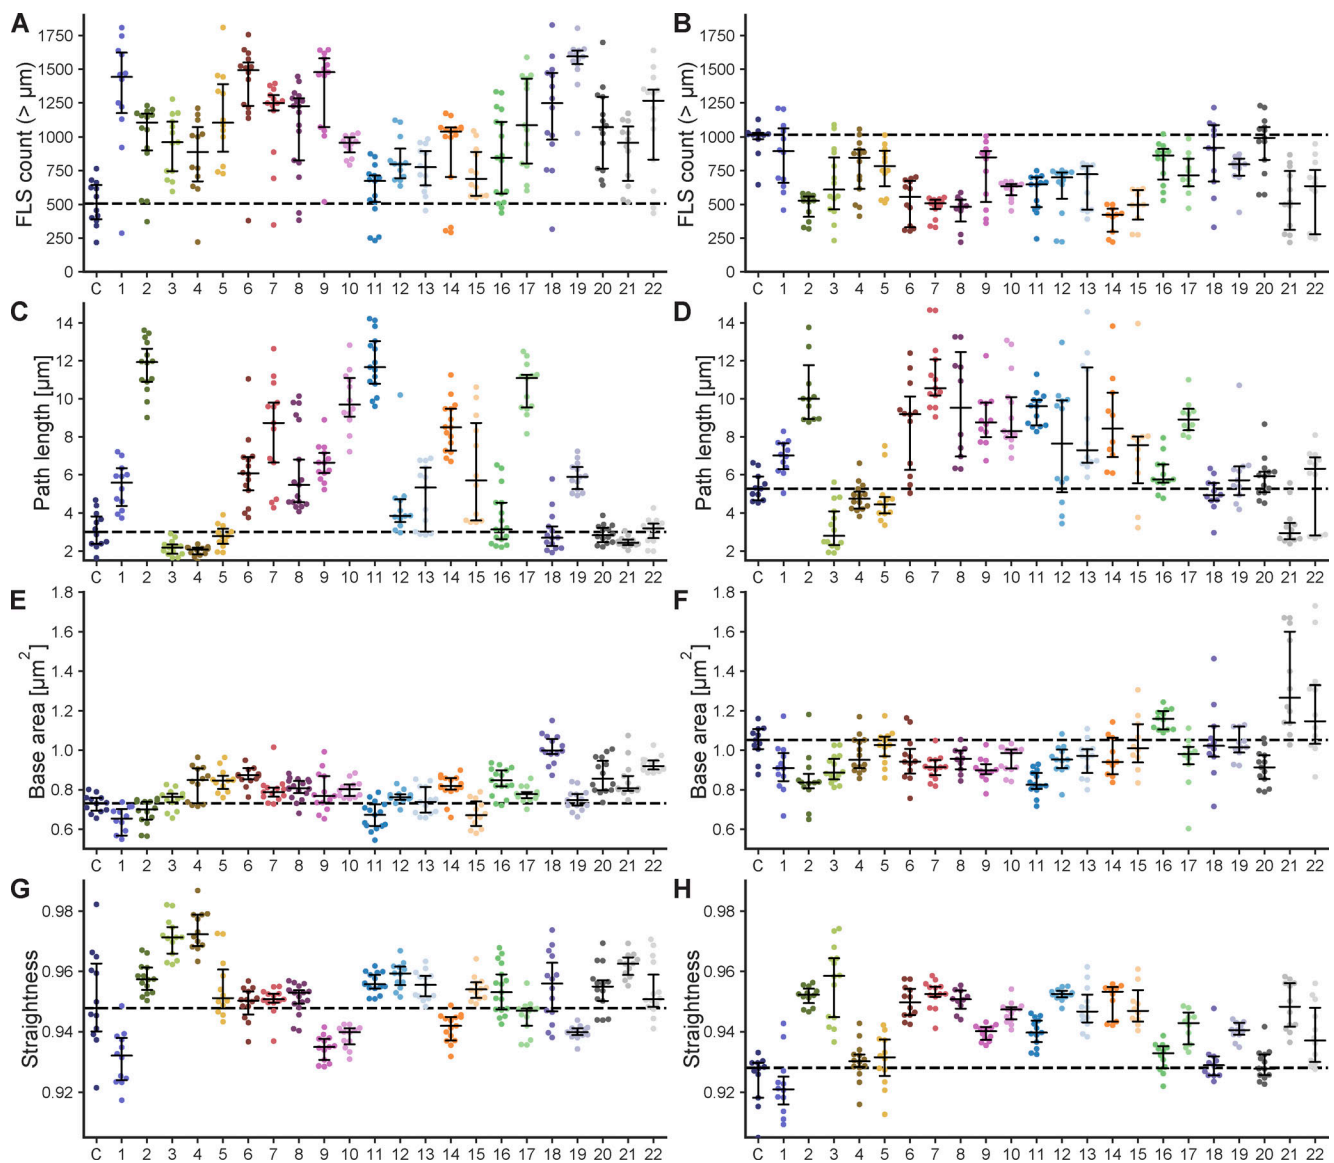 A
FLS count (> μm)
1750
1500
1250
1000
750
500
250
0
C 1 2 3 4 5 6 7 8 9 10 11 12 13 14 15 16 17 18 19 20 21 22
B
FLS count (> μm)
1750
1500
1250
1000
750
500
250
0
C 1 2 3 4 5 6 7 8 9 10 11 12 13 14 15 16 17 18 19 20 21 22
C
Path length [μm]
14
12
10
8
6
4
2
C 1 2 3 4 5 6 7 8 9 10 11 12 13 14 15 16 17 18 19 20 21 22
D
Path length [μm]
14
12
10
8
6
4
2
C 1 2 3 4 5 6 7 8 9 10 11 12 13 14 15 16 17 18 19 20 21 22
E
Base area [μm²]
1.8
1.6
1.4
1.2
1.0
0.8
0.6
C 1 2 3 4 5 6 7 8 9 10 11 12 13 14 15 16 17 18 19 20 21 22
F
Base area [μm²]
1.8
1.6
1.4
1.2
1.0
0.8
0.6
C 1 2 3 4 5 6 7 8 9 10 11 12 13 14 15 16 17 18 19 20 21 22
G
Straightness
0.98
0.96
0.94
0.92
C 1 2 3 4 5 6 7 8 9 10 11 12 13 14 15 16 17 18 19 20 21 22
H
Straightness
0.98
0.96
0.94
0.92
C 1 2 3 4 5 6 7 8 9 10 11 12 13 14 15 16 17 18 19 20 21 22